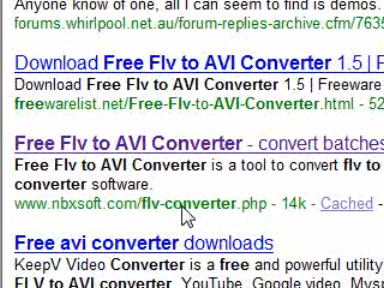 Anyone know of one, all I can seem to find is demos.
forums.whirlpool.net.au/forum-replies-archive.cfm/763
Download Free Flv to AVI Converter 1.5 | F
Download Free Flv to AVI Converter 1.5 | Freeware
freewarelist.net/Free-Flv-to-AVI-Converter.html - 52
Free Flv to AVI Converter - convert batches
Free Flv to AVI Converter is a tool to convert flv to
converter software.
www.nbxsoft.com/flv-converter.php - 14k - Cached -
Free avi converter downloads
KeepV Video Converter is a free and powerful utility
FLV to AVI converter, YouTube, Google video, Mys